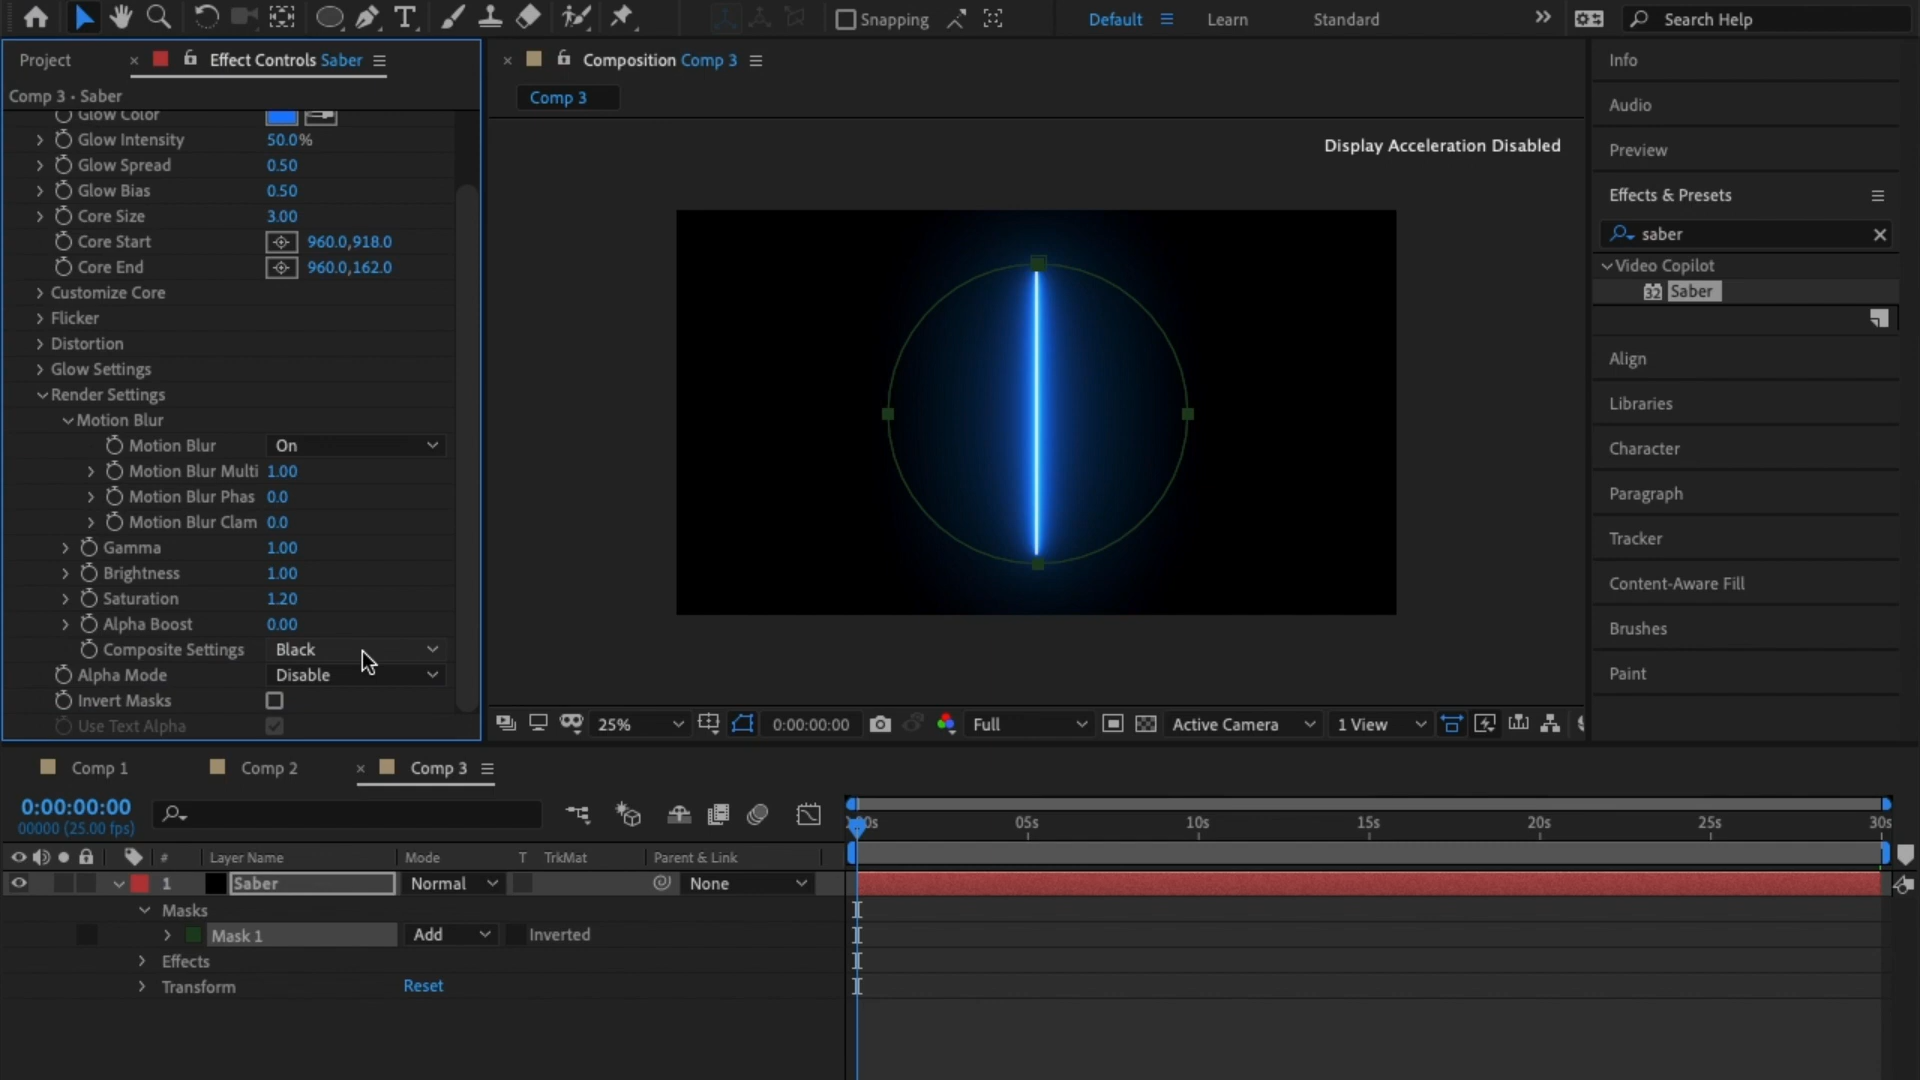 Snapping
Default
Learn
Standard
Search Help
Project
Effect Controls Saber
Comp 3 • Saber
Glow Color
Glow Intensity 50.0%
Glow Spread 0.50
Glow Bias 0.50
Core Size 3.00
Core Start 960.0,918.0
Core End 960.0,162.0
Customize Core
Flicker
Distortion
Glow Settings
Render Settings
Motion Blur
Motion Blur On
Motion Blur Multi 1.00
Motion Blur Phas 0.0
Motion Blur Clam 0.0
Gamma 1.00
Brightness 1.00
Saturation 1.20
Alpha Boost 0.00
Composite Settings Black
Alpha Mode Disable
Invert Masks
Use Text Alpha
Composition Comp 3
Comp 3
Display Acceleration Disabled
25%
0:00:00:00
Full
Active Camera
1 View
Info
Audio
Preview
Effects & Presets
saber
Video Copilot
32 Saber
Align
Libraries
Character
Paragraph
Tracker
Content-Aware Fill
Brushes
Paint
Comp 1
Comp 2
Comp 3
0:00:00:00
00000 (25.00 fps)
# Layer Name Mode T TrkMat Parent & Link
1 Saber Normal None
Masks
Mask 1 Add Inverted
Effects
Transform Reset
05s 10s 15s 20s 25s 30s